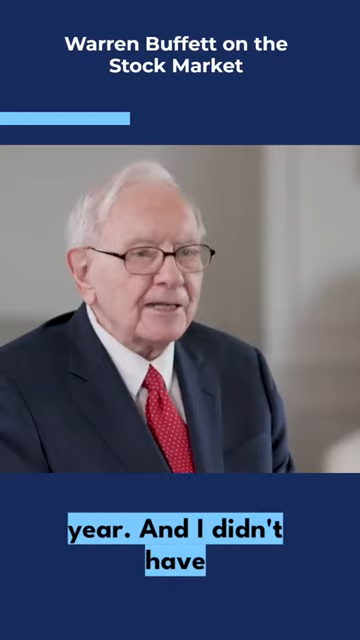 Warren Buffett on the
Stock Market
year. And I didn't
have